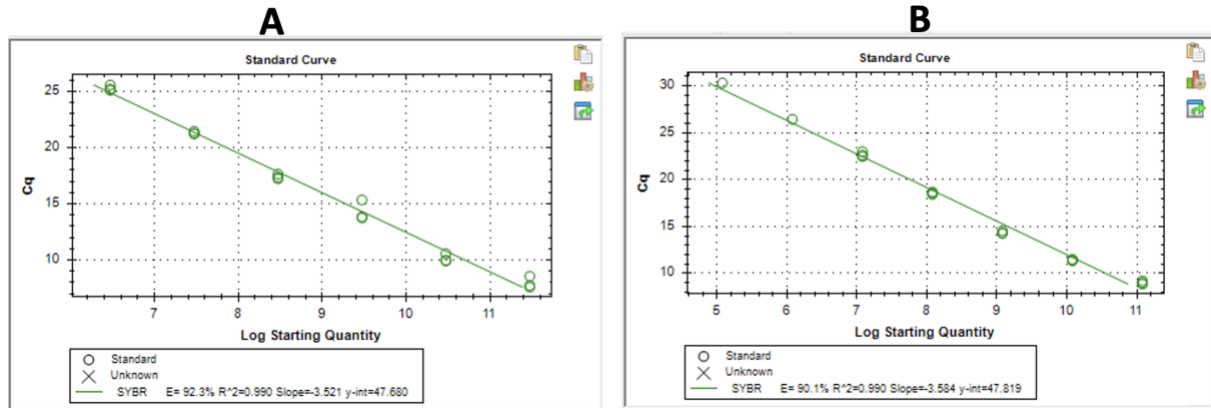 A
Standard Curve
25
20
15
10
Cq
7 8 9 10 11
Log Starting Quantity
Standard
Unknown
SYBR E= 92.3% R^2=0.990 Slope=-3.521 y-int=47.680
B
Standard Curve
30
25
20
15
10
Cq
5 6 7 8 9 10 11
Log Starting Quantity
Standard
Unknown
SYBR E= 90.1% R^2=0.990 Slope=-3.584 y-int=47.819